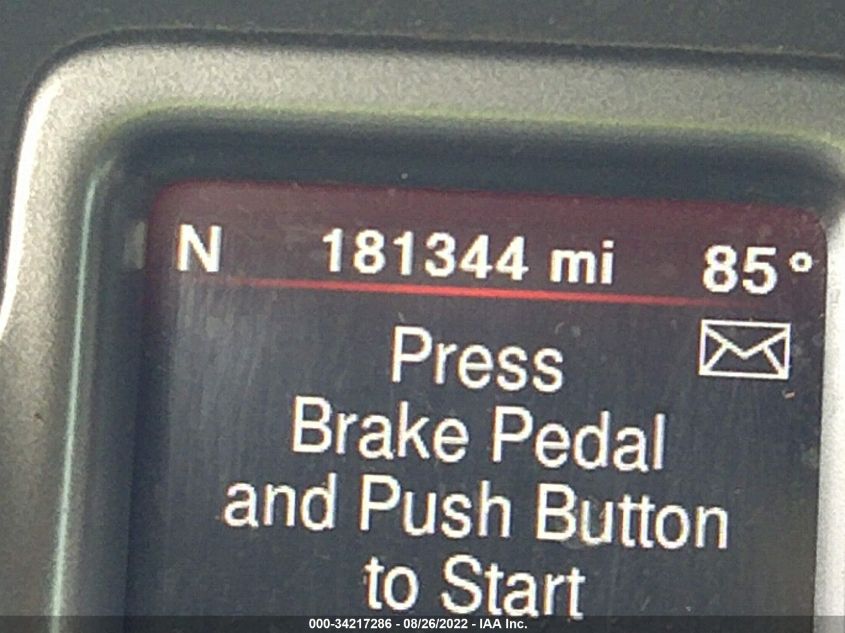 N 181344 mi 85°
Press
Brake Pedal
and Push Button
to Start
000-34217286 - 08/26/2022 - IAA Inc.